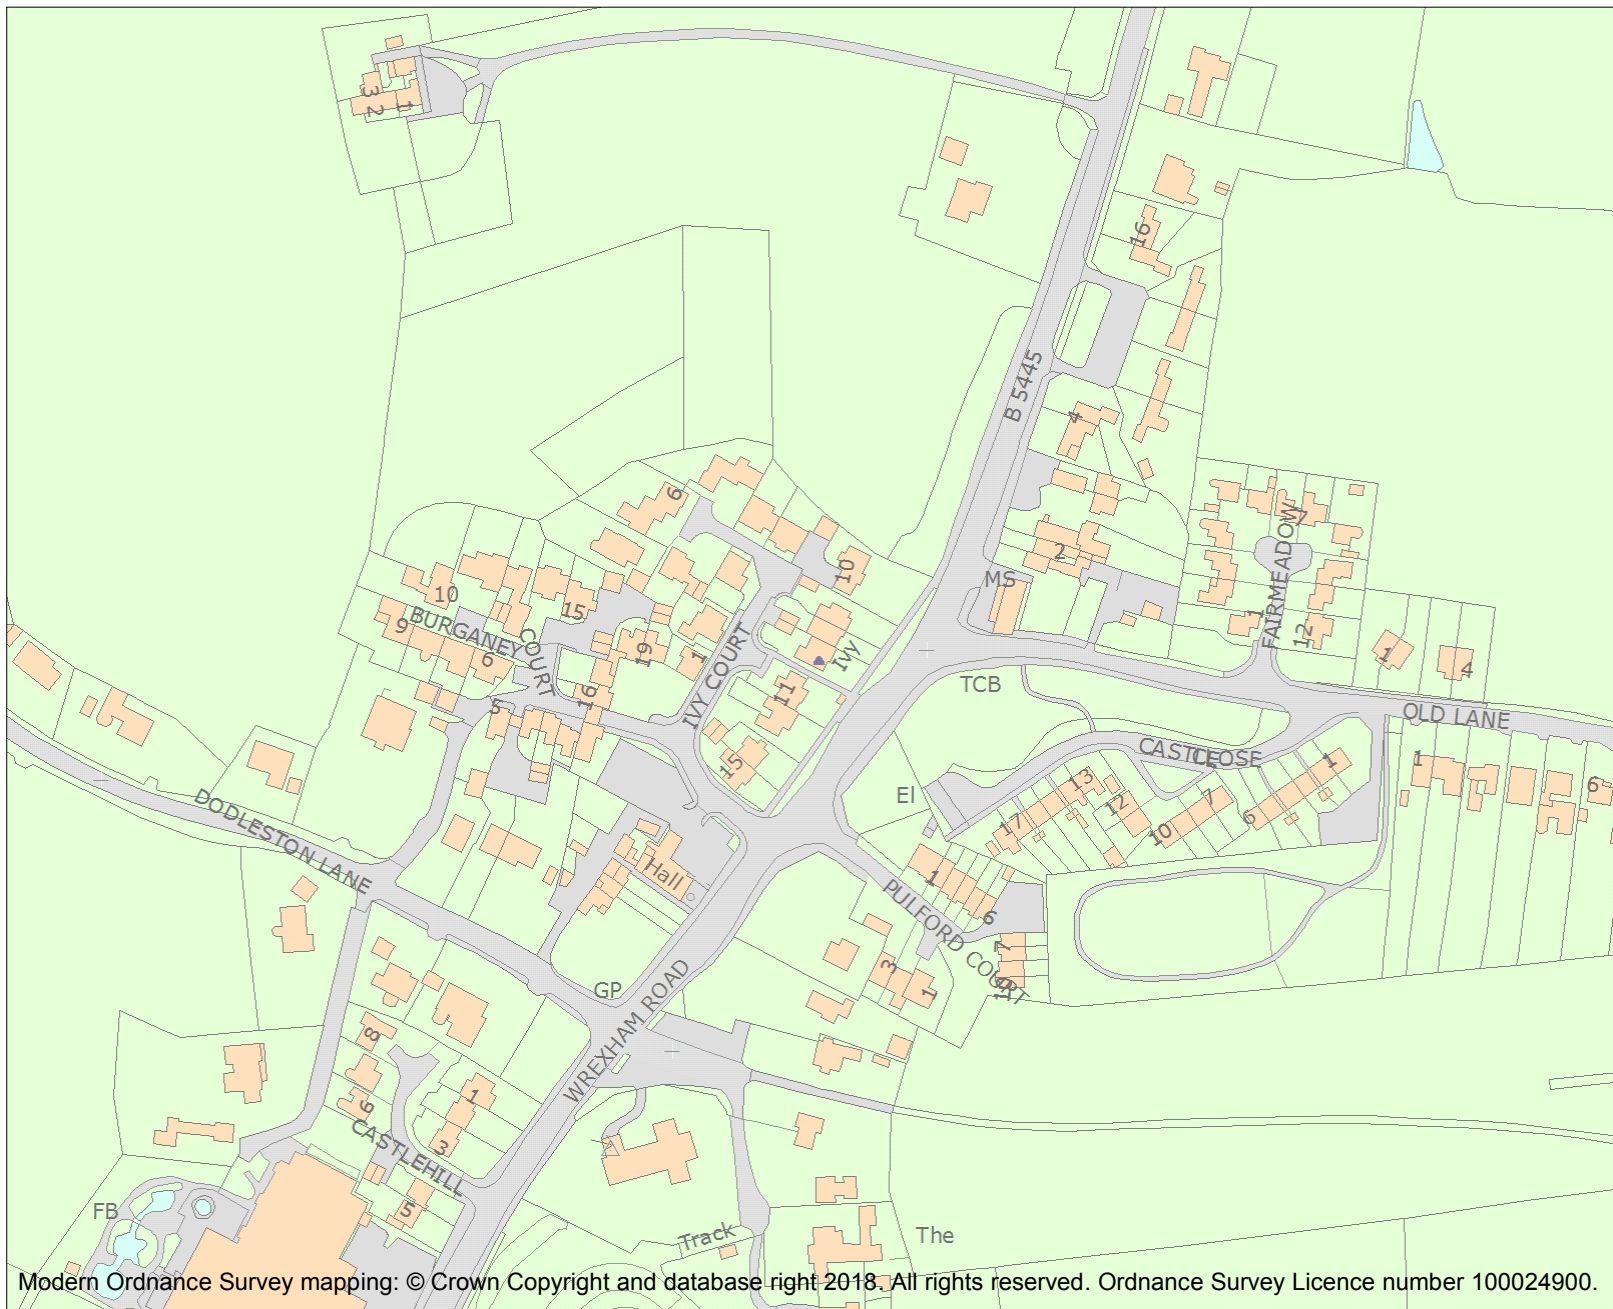 3
2
1
16
B 5445
4
6
2
7
MS
10
FAIRMEADOW
1
12
10
15
BURGANEY
COURT
9
6
19
1
IVY COURT
Ivy
11
16
5
15
1
4
TCB
OLD LANE
CASTLE
CLOSE
1
1
6
13
12
7
10
6
17
El
DODLESTON LANE
Hall
1
PULFORD COURT
6
7
10
3
1
GP
WREXHAM ROAD
8
9
1
3
CASTLEHILL
5
FB
Track
The
Modern Ordnance Survey mapping: © Crown Copyright and database right 2018. All rights reserved. Ordnance Survey Licence number 100024900.